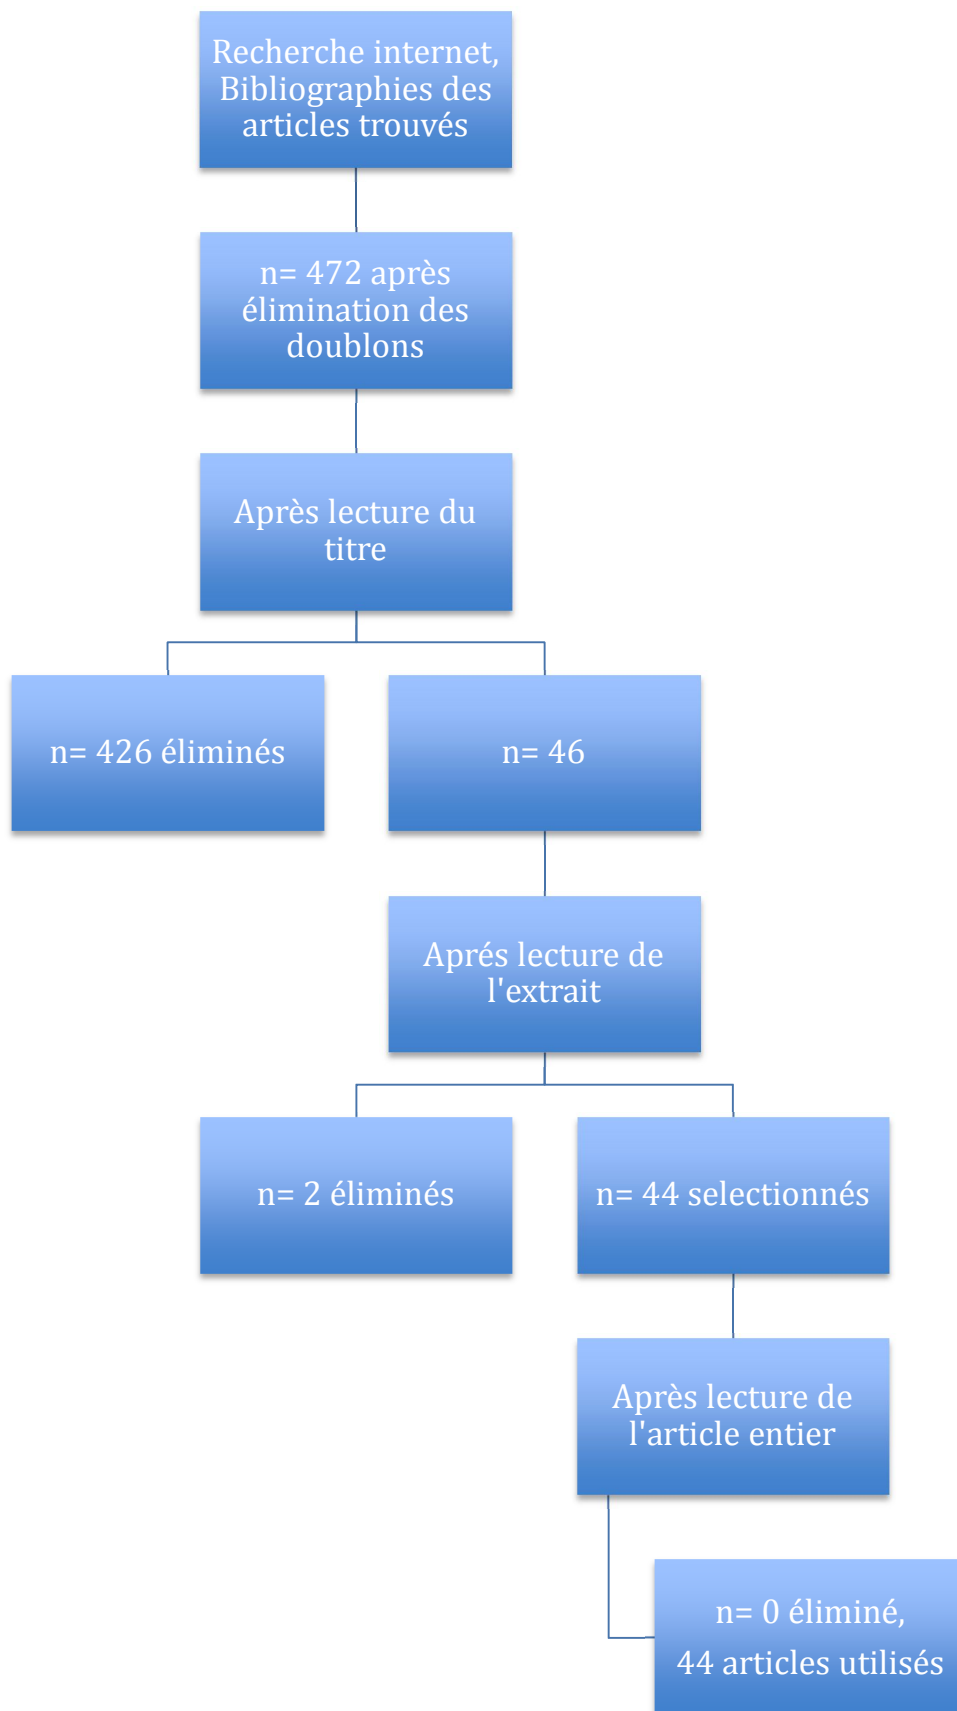 Recherche internet,
Bibliographies des
articles trouvés
n= 472 après
élimination des
doublons
Après lecture du
titre
n= 426 éliminés
n= 46
Aprés lecture de
l'extrait
n= 2 éliminés
n= 44 selectionnés
Après lecture de
l'article entier
n= 0 éliminé,
44 articles utilisés